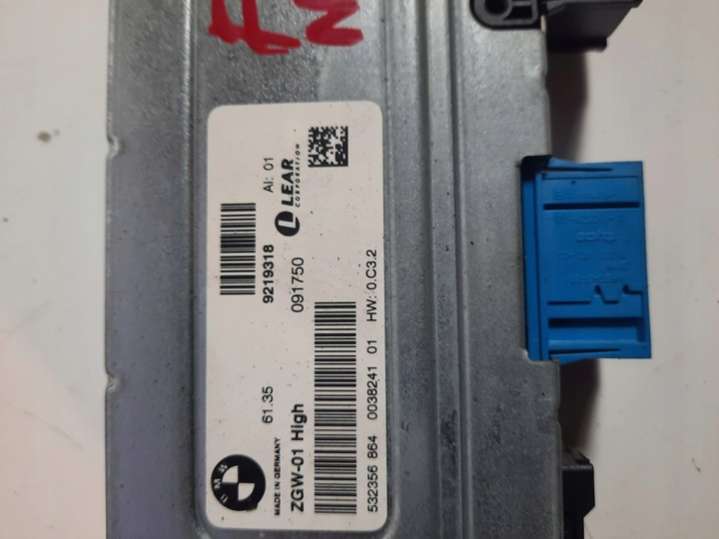 BMW
MADE IN GERMANY 61.35 9219318 AI: 01
ZGW-01 High 091750 LEAR
CORPORATION
532356 864 0038241 01 HW: 0.C3.2